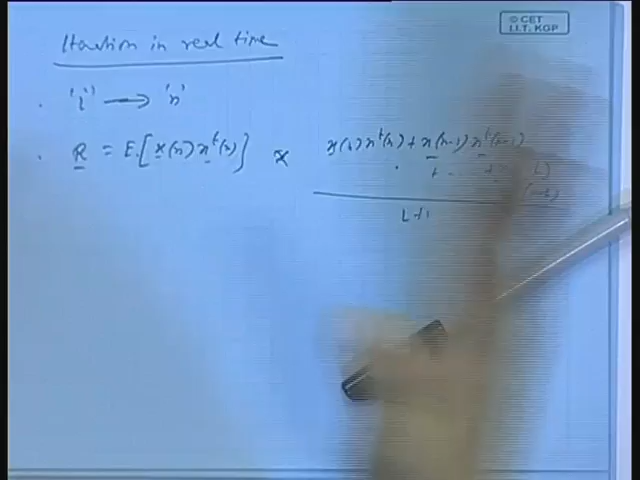 © CET
I.I.T. KGP
Iteration in real time
· 'i' → 'n'
· R = E[x(n) x^t(n)] x x(n) x^t(n) + x(n-1) x^t(n-1)
L+1